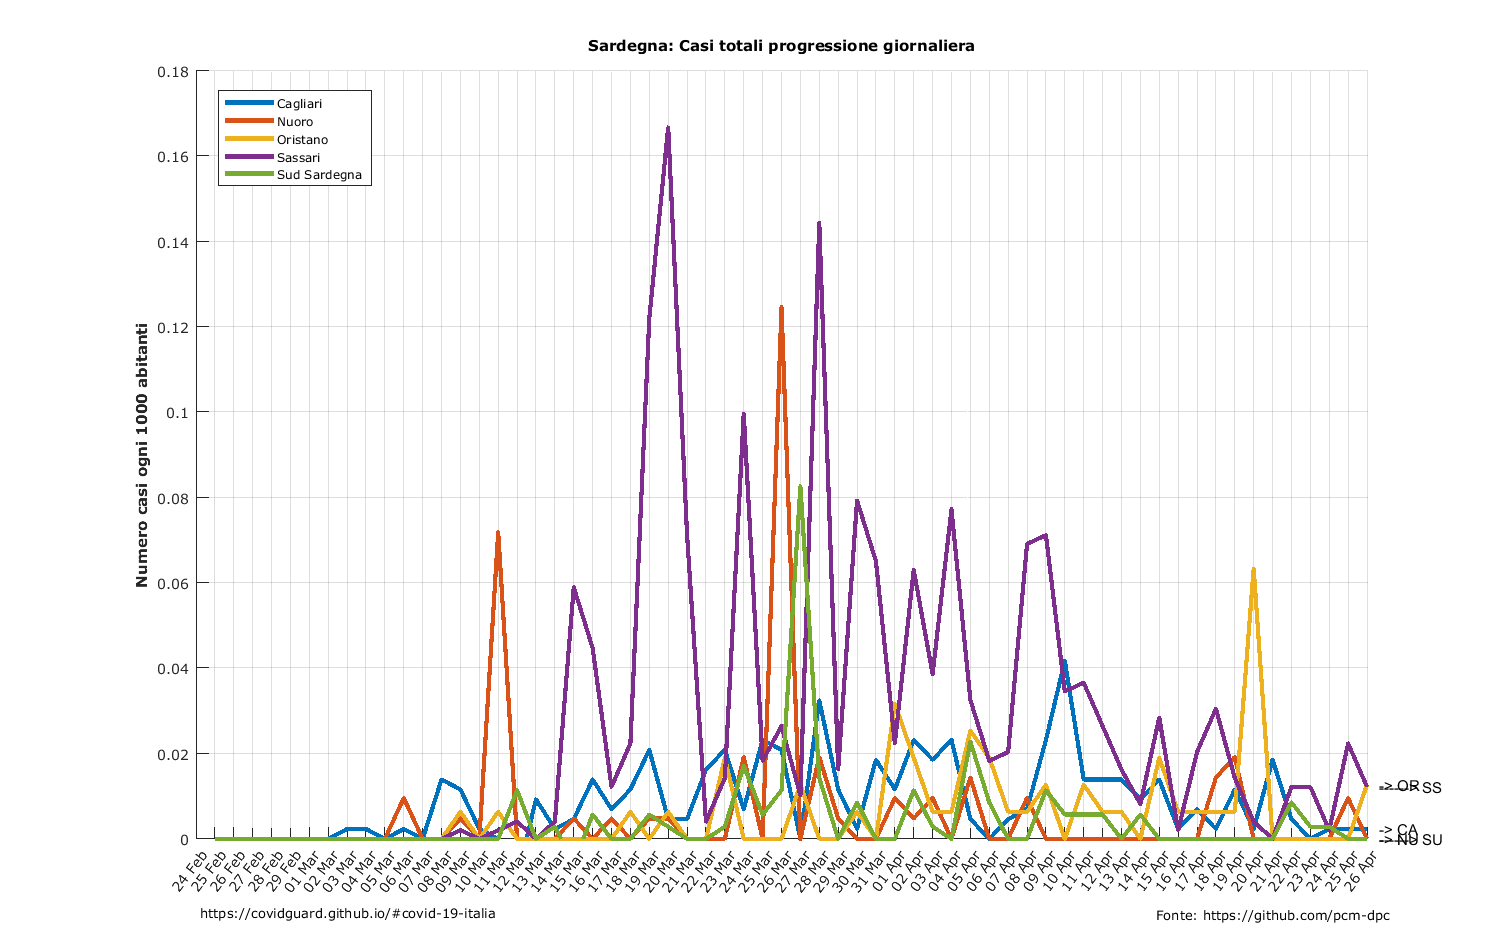 Sardegna: Casi totali progressione giornaliera
Numero casi ogni 1000 abitanti
0.18
0.16
0.14
0.12
0.1
0.08
0.06
0.04
0.02
0
Cagliari
Nuoro
Oristano
Sassari
Sud Sardegna
24 Feb
25 Feb
26 Feb
27 Feb
28 Feb
29 Feb
01 Mar
02 Mar
03 Mar
04 Mar
05 Mar
06 Mar
07 Mar
08 Mar
09 Mar
10 Mar
11 Mar
12 Mar
13 Mar
14 Mar
15 Mar
16 Mar
17 Mar
18 Mar
19 Mar
20 Mar
21 Mar
22 Mar
23 Mar
24 Mar
25 Mar
26 Mar
27 Mar
28 Mar
29 Mar
30 Mar
31 Mar
01 Apr
02 Apr
03 Apr
04 Apr
05 Apr
06 Apr
07 Apr
08 Apr
09 Apr
10 Apr
11 Apr
12 Apr
13 Apr
14 Apr
15 Apr
16 Apr
17 Apr
18 Apr
19 Apr
20 Apr
21 Apr
22 Apr
23 Apr
24 Apr
25 Apr
26 Apr
-> OR
SS
-> CA
-> NU
SU
https://covidguard.github.io/#covid-19-italia
Fonte: https://github.com/pcm-dpc